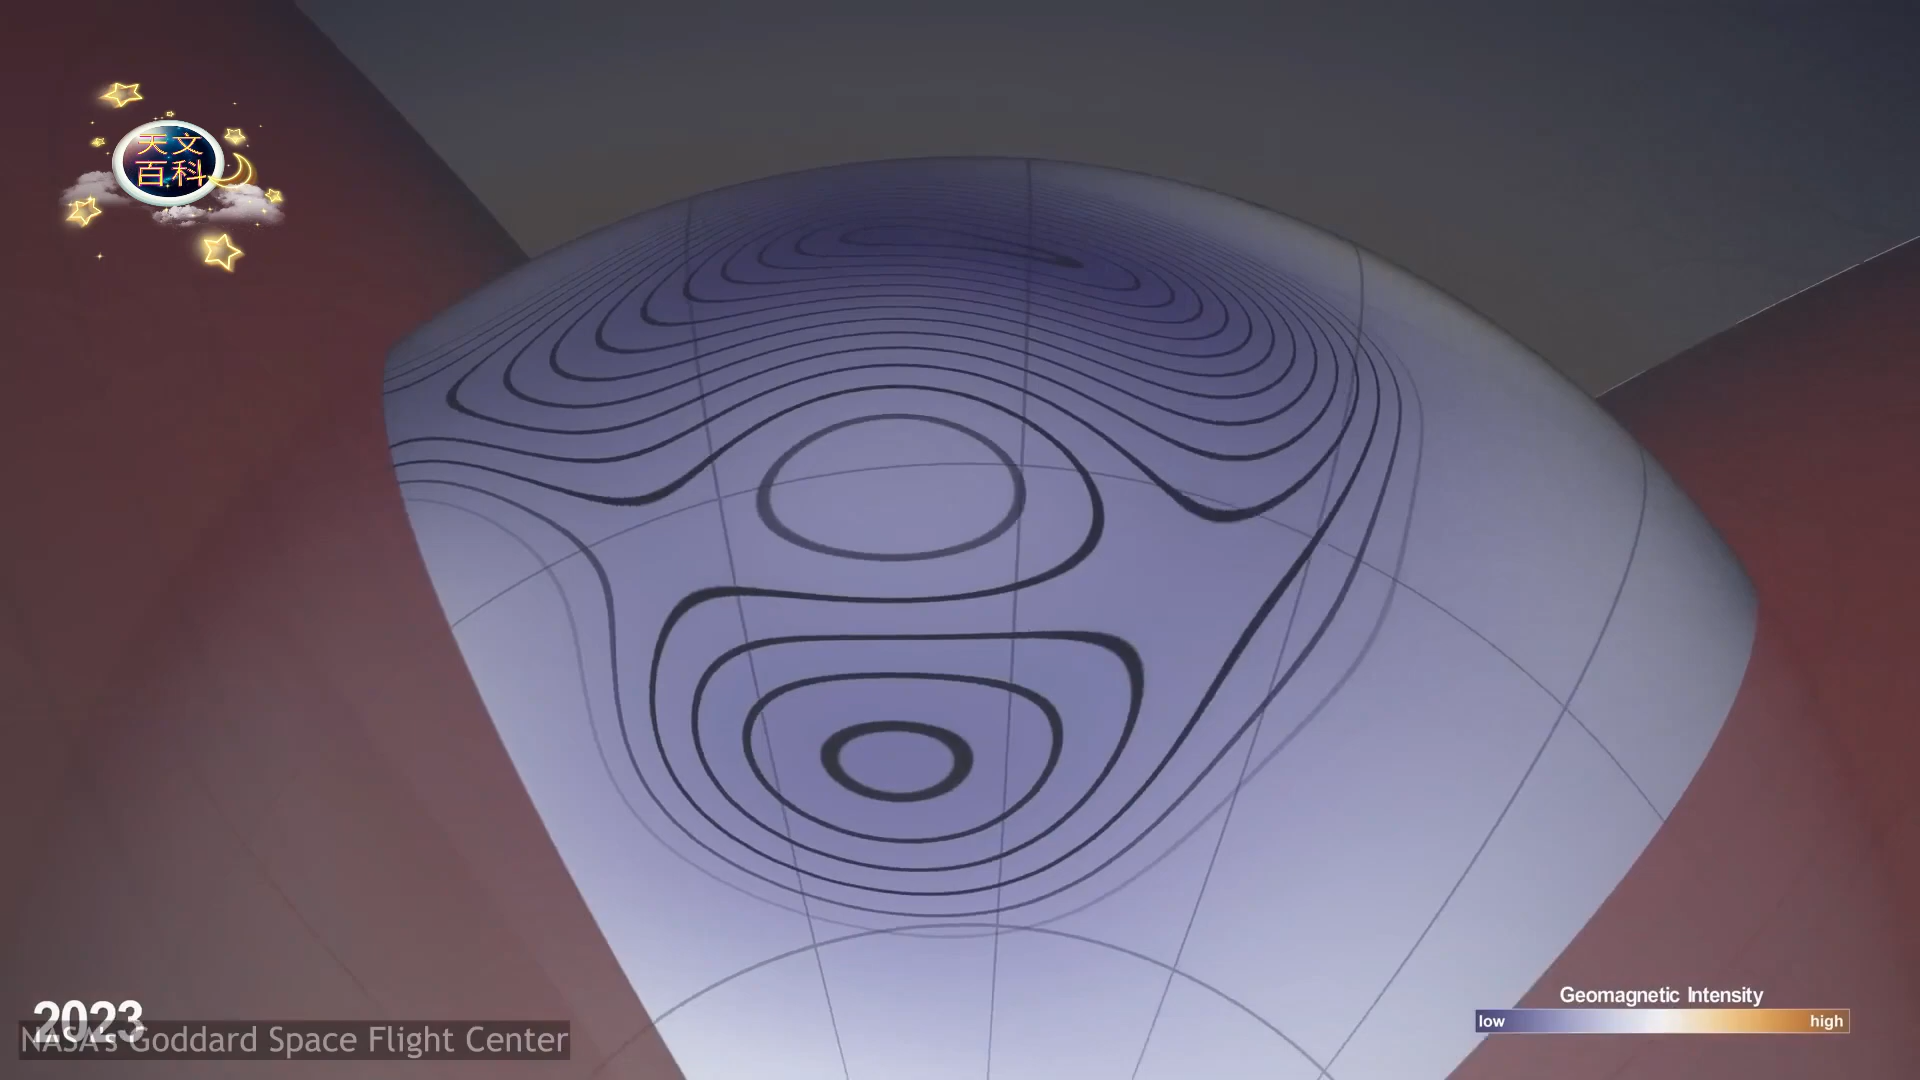 天文
百科
2023
NASA's Goddard Space Flight Center
Geomagnetic Intensity
low
high